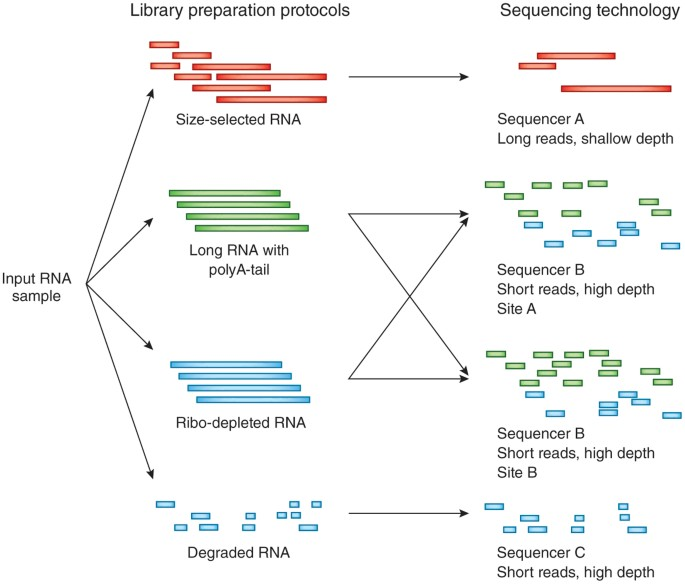 Library preparation protocols
Sequencing technology
Size-selected RNA
Sequencer A
Long reads, shallow depth
Long RNA with
polyA-tail
Sequencer B
Short reads, high depth
Site A
Input RNA
sample
Ribo-depleted RNA
Sequencer B
Short reads, high depth
Site B
Degraded RNA
Sequencer C
Short reads, high depth